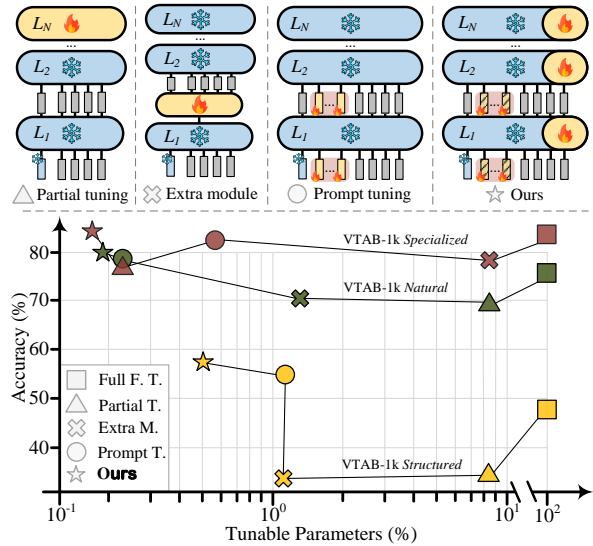 L_N
L_N
L_N
L_N
...
...
...
...
L_2
L_2
L_2
L_2
...
...
L_1
L_1
L_1
L_1
...
...
Partial tuning
Extra module
Prompt tuning
Ours
Accuracy (%)
80
70
60
50
40
VTAB-1k Specialized
VTAB-1k Natural
VTAB-1k Structured
Full F. T.
Partial T.
Extra M.
Prompt T.
Ours
10^-1
10^0
10^1
10^2
Tunable Parameters (%)